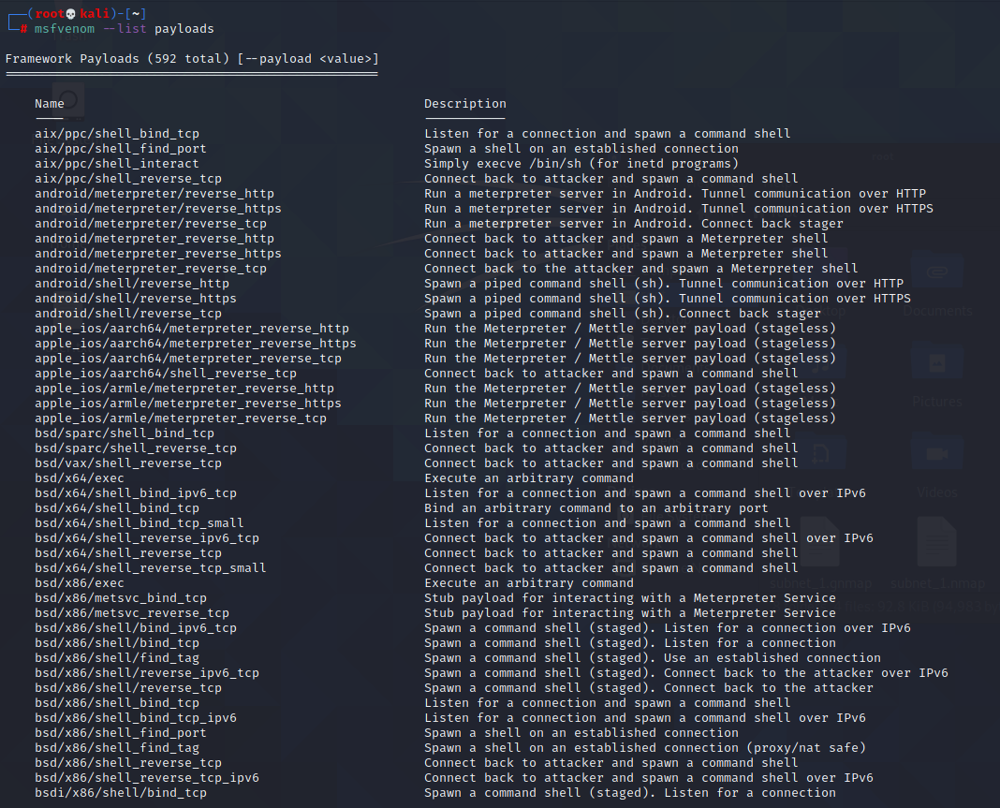 ┌──(root💀kali)-[~]
└─# msfvenom --list payloads
Framework Payloads (592 total) [--payload <value>]
==================================================
Name Description
---- -----------
aix/ppc/shell_bind_tcp Listen for a connection and spawn a command shell
aix/ppc/shell_find_port Spawn a shell on an established connection
aix/ppc/shell_interact Simply execve /bin/sh (for inetd programs)
aix/ppc/shell_reverse_tcp Connect back to attacker and spawn a command shell
android/meterpreter/reverse_http Run a meterpreter server in Android. Tunnel communication over HTTP
android/meterpreter/reverse_https Run a meterpreter server in Android. Tunnel communication over HTTPS
android/meterpreter/reverse_tcp Run a meterpreter server in Android. Connect back stager
android/meterpreter_reverse_http Connect back to attacker and spawn a Meterpreter shell
android/meterpreter_reverse_https Connect back to attacker and spawn a Meterpreter shell
android/meterpreter_reverse_tcp Connect back to the attacker and spawn a Meterpreter shell
android/shell/reverse_http Spawn a piped command shell (sh). Tunnel communication over HTTP
android/shell/reverse_https Spawn a piped command shell (sh). Tunnel communication over HTTPS
android/shell/reverse_tcp Spawn a piped command shell (sh). Connect back stager
apple_ios/aarch64/meterpreter_reverse_http Run the Meterpreter / Mettle server payload (stageless)
apple_ios/aarch64/meterpreter_reverse_https Run the Meterpreter / Mettle server payload (stageless)
apple_ios/aarch64/meterpreter_reverse_tcp Run the Meterpreter / Mettle server payload (stageless)
apple_ios/aarch64/shell_reverse_tcp Connect back to attacker and spawn a command shell
apple_ios/armle/meterpreter_reverse_http Run the Meterpreter / Mettle server payload (stageless)
apple_ios/armle/meterpreter_reverse_https Run the Meterpreter / Mettle server payload (stageless)
apple_ios/armle/meterpreter_reverse_tcp Run the Meterpreter / Mettle server payload (stageless)
bsd/sparc/shell_bind_tcp Listen for a connection and spawn a command shell
bsd/sparc/shell_reverse_tcp Connect back to attacker and spawn a command shell
bsd/vax/shell_reverse_tcp Connect back to attacker and spawn a command shell
bsd/x64/exec Execute an arbitrary command
bsd/x64/shell_bind_ipv6_tcp Listen for a connection and spawn a command shell over IPv6
bsd/x64/shell_bind_tcp Bind an arbitrary command to an arbitrary port
bsd/x64/shell_bind_tcp_small Listen for a connection and spawn a command shell
bsd/x64/shell_reverse_ipv6_tcp Connect back to attacker and spawn a command shell over IPv6
bsd/x64/shell_reverse_tcp Connect back to attacker and spawn a command shell
bsd/x64/shell_reverse_tcp_small Connect back to attacker and spawn a command shell
bsd/x86/exec Execute an arbitrary command
bsd/x86/metsvc_bind_tcp Stub payload for interacting with a Meterpreter Service
bsd/x86/metsvc_reverse_tcp Stub payload for interacting with a Meterpreter Service
bsd/x86/shell/bind_ipv6_tcp Spawn a command shell (staged). Listen for a connection over IPv6
bsd/x86/shell/bind_tcp Spawn a command shell (staged). Listen for a connection
bsd/x86/shell/find_tag Spawn a command shell (staged). Use an established connection
bsd/x86/shell/reverse_ipv6_tcp Spawn a command shell (staged). Connect back to the attacker over IPv6
bsd/x86/shell/reverse_tcp Spawn a command shell (staged). Connect back to the attacker
bsd/x86/shell_bind_tcp Listen for a connection and spawn a command shell
bsd/x86/shell_bind_tcp_ipv6 Listen for a connection and spawn a command shell over IPv6
bsd/x86/shell_find_port Spawn a shell on an established connection
bsd/x86/shell_find_tag Spawn a shell on an established connection (proxy/nat safe)
bsd/x86/shell_reverse_tcp Connect back to attacker and spawn a command shell
bsd/x86/shell_reverse_tcp_ipv6 Connect back to attacker and spawn a command shell over IPv6
bsdi/x86/shell/bind_tcp Spawn a command shell (staged). Listen for a connection
Documents
Pictures
Videos
subnet_1.nmap